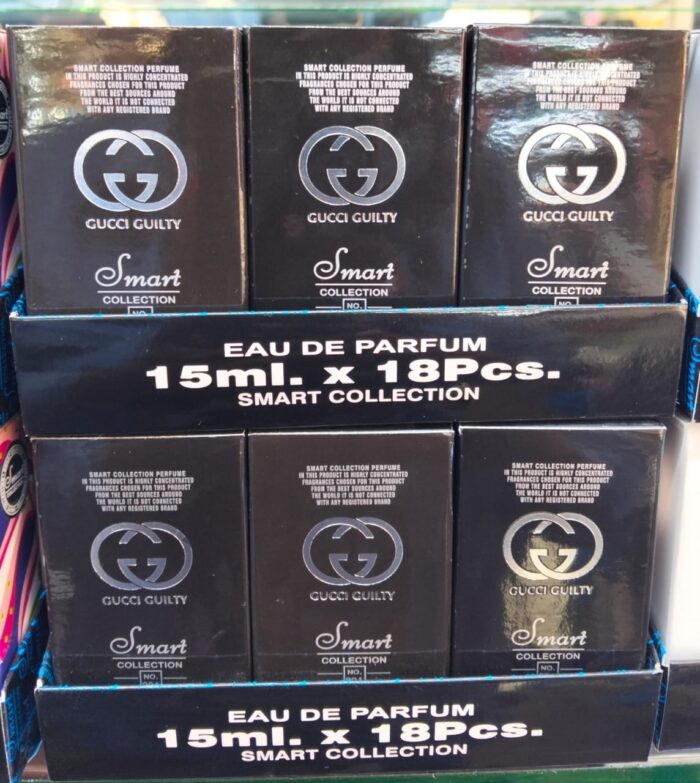 SMART COLLECTION PERFUME
IN THIS PRODUCT IS HIGHLY CONCENTRATED
FRAGRANCES CHOSEN FOR THIS PRODUCT
FROM THE BEST SOURCES AROUND
THE WORLD IT IS NOT CONNECTED
WITH ANY REGISTERED BRAND
GUCCI GUILTY
Smart
COLLECTION
NO.
SMART COLLECTION PERFUME
IN THIS PRODUCT IS HIGHLY CONCENTRATED
FRAGRANCES CHOSEN FOR THIS PRODUCT
FROM THE BEST SOURCES AROUND
THE WORLD IT IS NOT CONNECTED
WITH ANY REGISTERED BRAND
GUCCI GUILTY
Smart
COLLECTION
NO.
SMART COLLECTION PERFUME
IN THIS PRODUCT IS
FROM THE BEST SOURCES AROUND
THE WORLD IT IS NOT CONNECTED
WITH ANY REGISTERED BRAND
GUCCI GUILTY
Smart
COLLECTION
NO.
EAU DE PARFUM
15ml. x 18Pcs.
SMART COLLECTION
SMART COLLECTION PERFUME
IN THIS PRODUCT IS HIGHLY CONCENTRATED
FRAGRANCES CHOSEN FOR THIS PRODUCT
FROM THE BEST SOURCES AROUND
THE WORLD IT IS NOT CONNECTED
WITH ANY REGISTERED BRAND
GUCCI GUILTY
Smart
COLLECTION
NO.
SMART COLLECTION PERFUME
IN THIS PRODUCT IS HIGHLY CONCENTRATED
FRAGRANCES CHOSEN FOR THIS PRODUCT
FROM THE BEST SOURCES AROUND
THE WORLD IT IS NOT CONNECTED
WITH ANY REGISTERED BRAND
GUCCI GUILTY
Smart
COLLECTION
NO.
SMART COLLECTION PERFUME
IN THIS PRODUCT IS HIGHLY CONCENTRATED
FRAGRANCES CHOSEN FOR THIS PRODUCT
FROM THE BEST SOURCES AROUND
THE WORLD IT IS NOT CONNECTED
WITH ANY REGISTERED BRAND
GUCCI GUILTY
Smart
COLLECTION
NO.
EAU DE PARFUM
15ml. x 18Pcs.
SMART COLLECTION